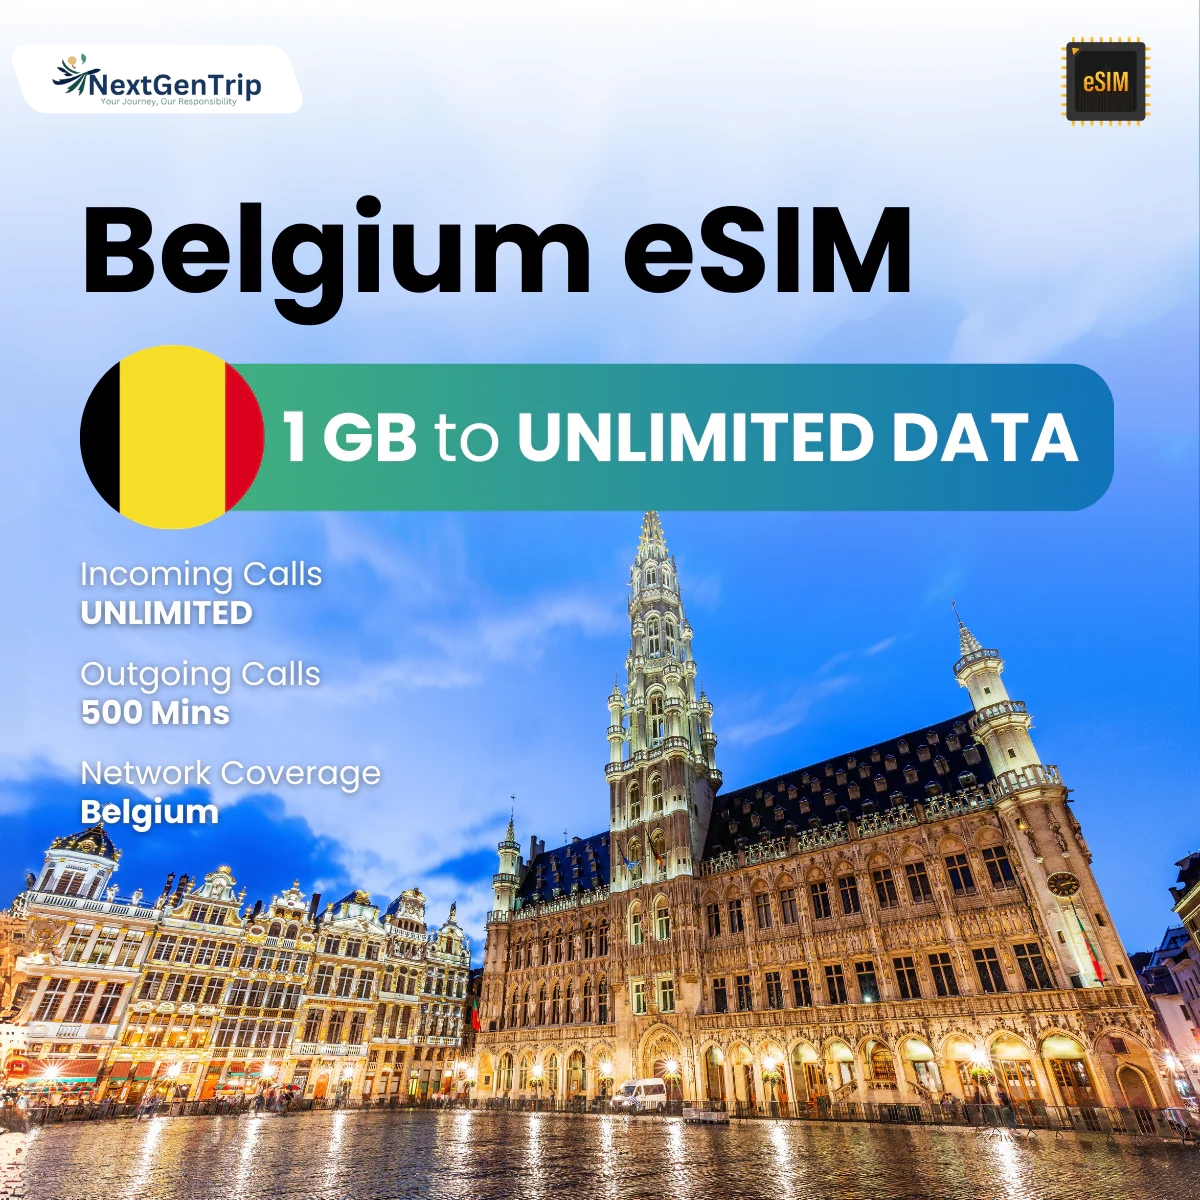 NextGenTrip
Your Journey, Our Responsibility
eSIM
Belgium eSIM
1 GB to UNLIMITED DATA
Incoming Calls
UNLIMITED
Outgoing Calls
500 Mins
Network Coverage
Belgium